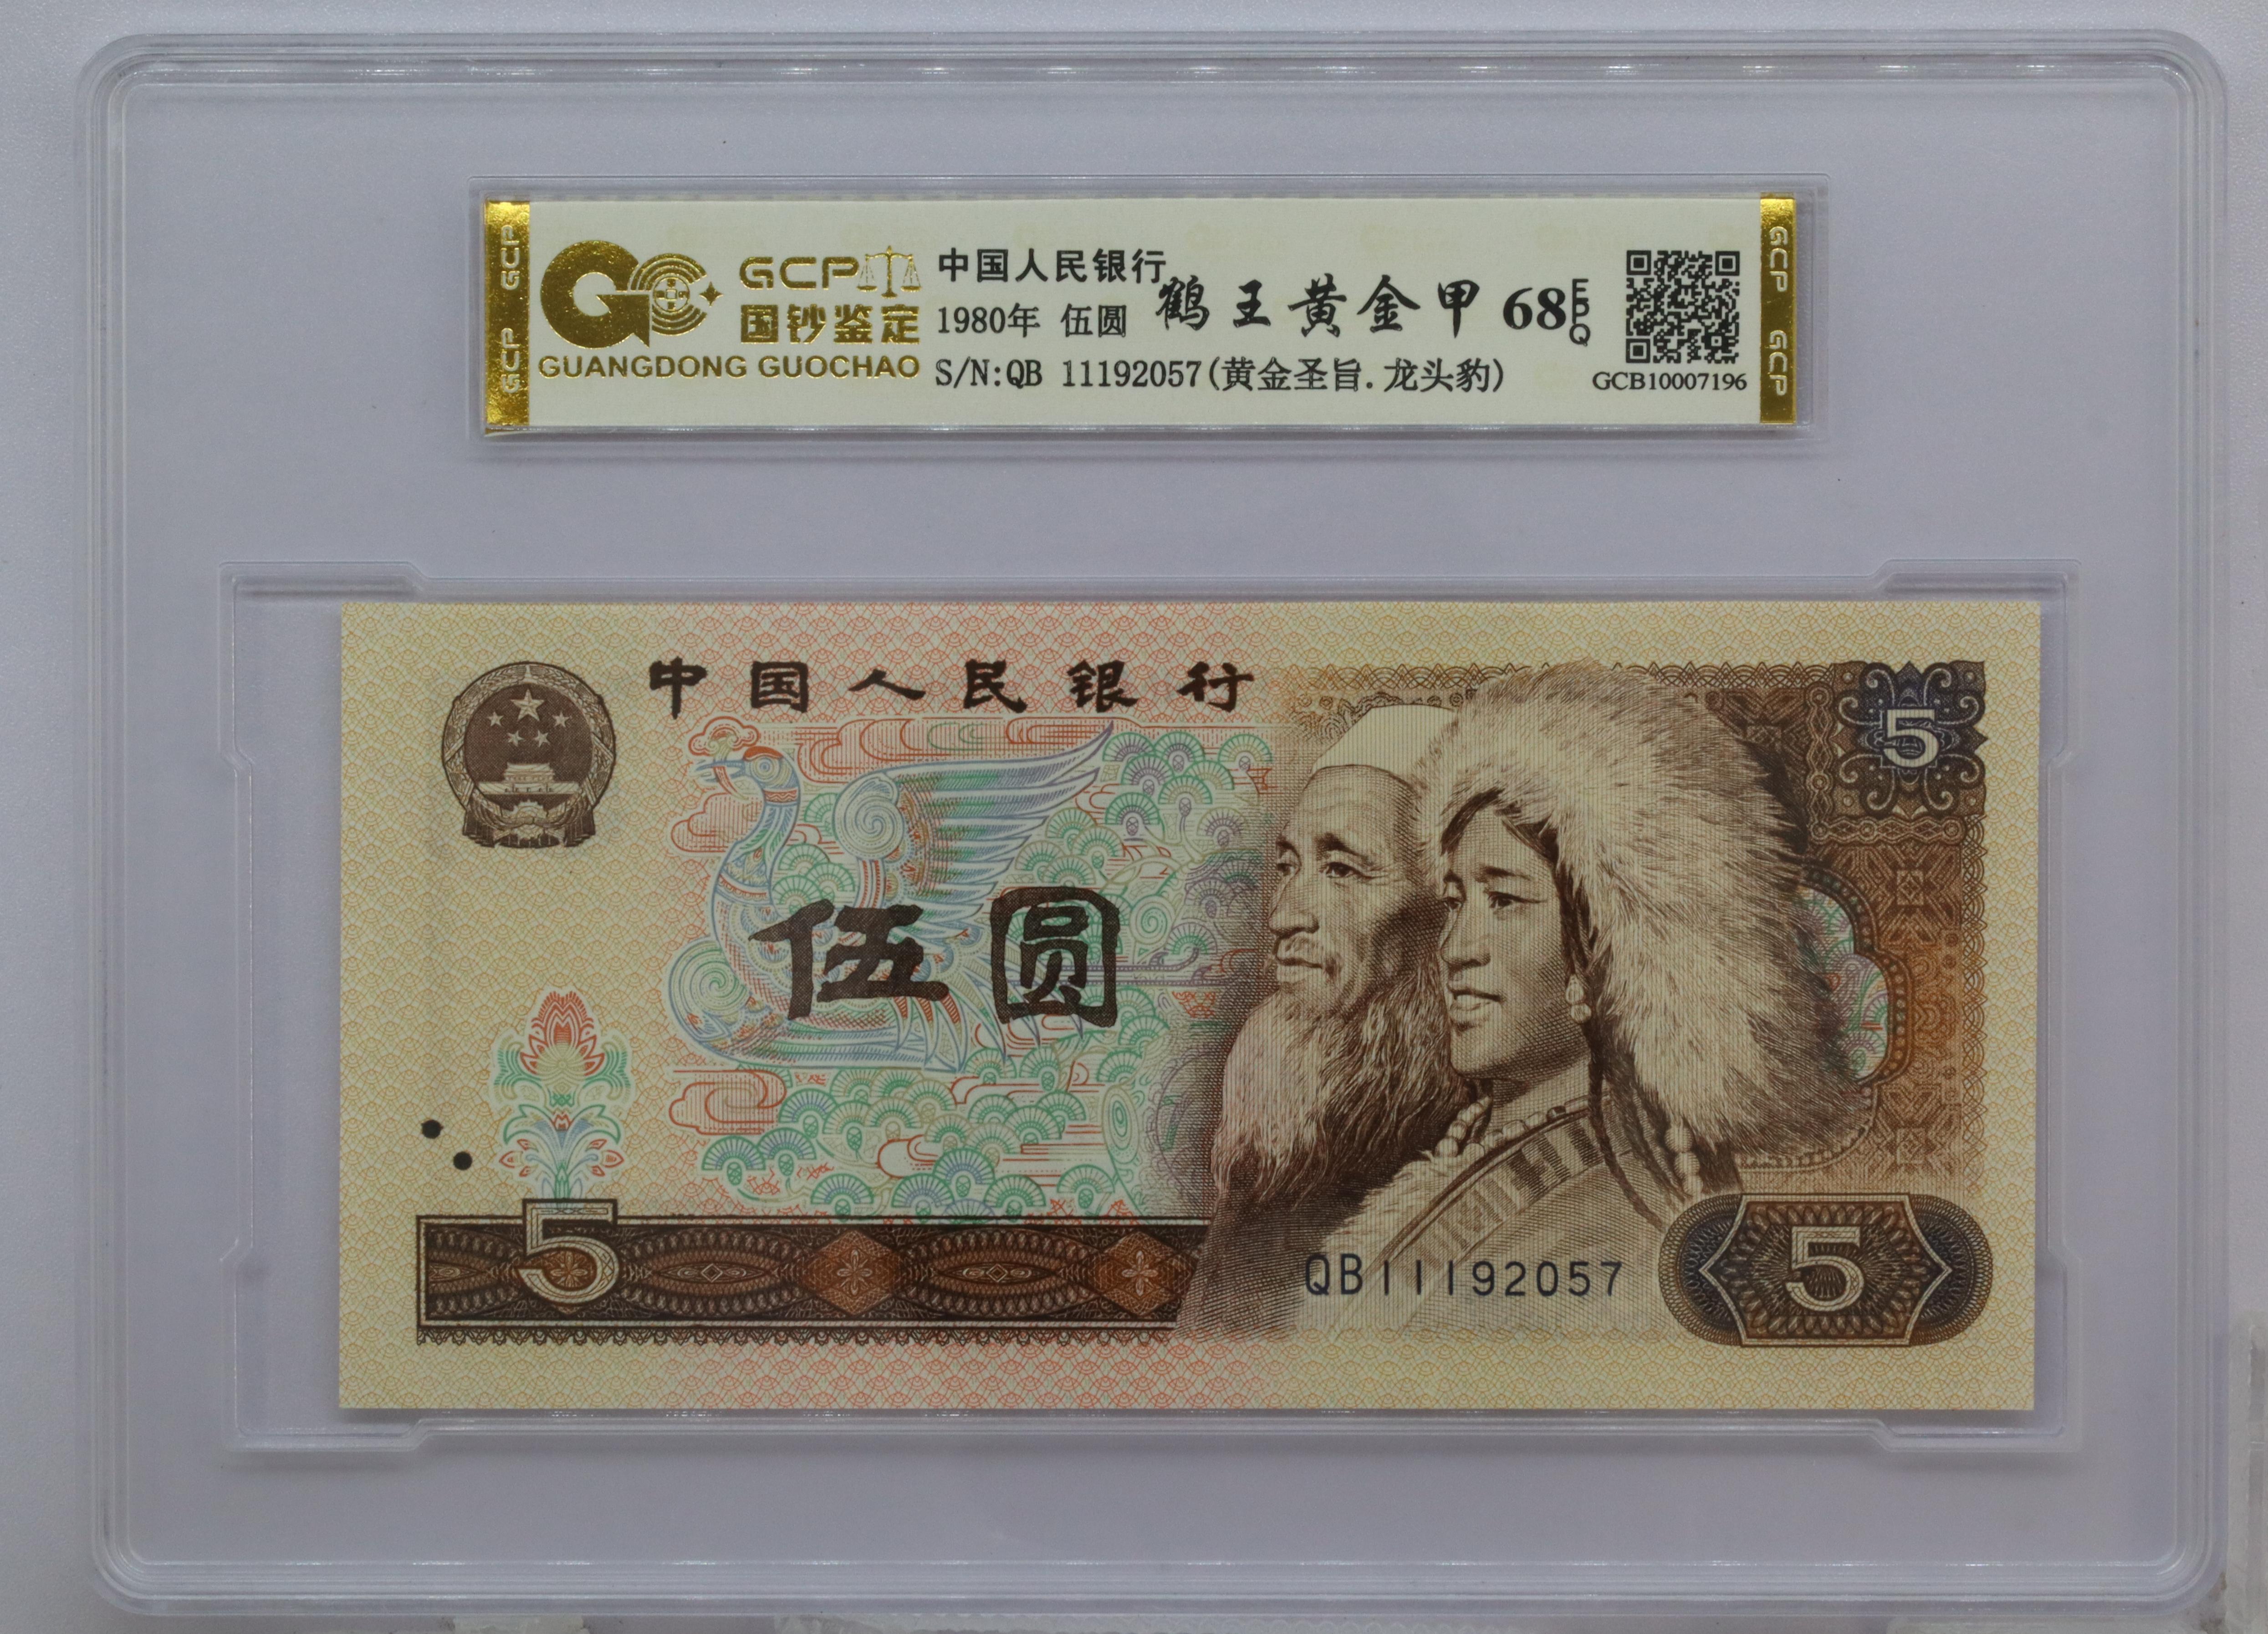 GCP GCP
GCP
国钞鉴定
GUANGDONG GUOCHAO
中国人民银行
1980年 伍圆
鹤王黄金甲 68 EPQ
S/N:QB 11192057(黄金圣旨.龙头豹)
GCB10007196
GCP GCP
中国人民银行
5
伍圆
5
QB11192057
5